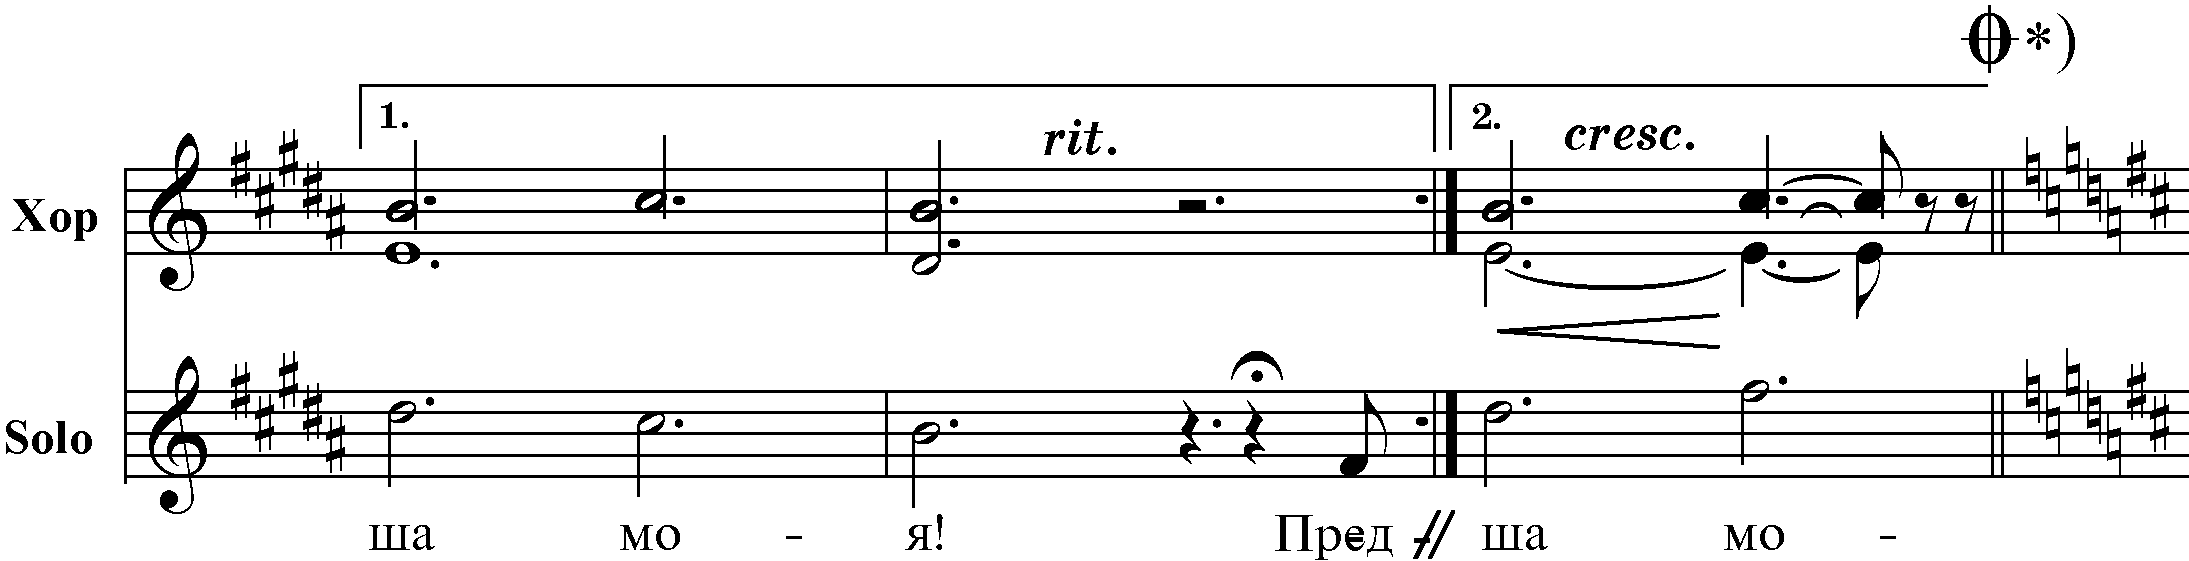 *)
1. rit. 2. cresc.
Хор
Solo
ша мо - я! Пред -// ша мо -